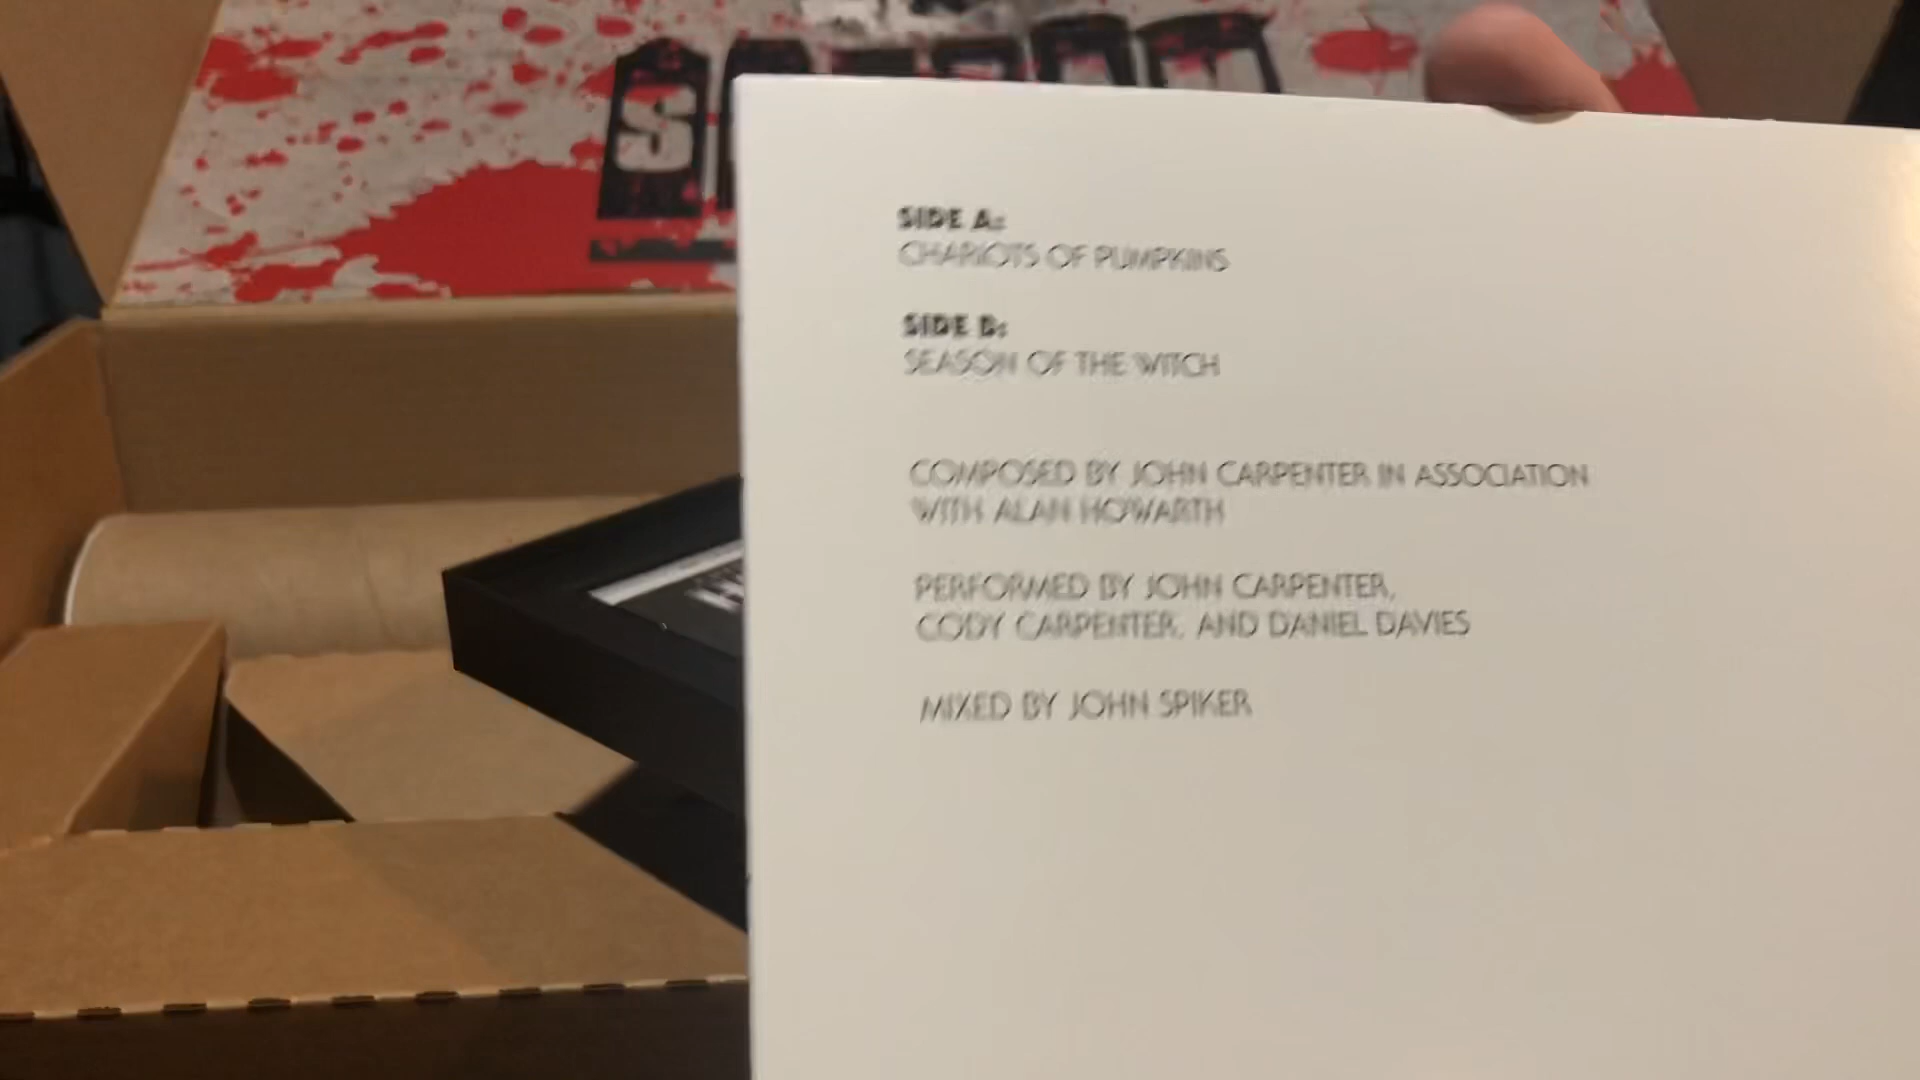 SIDE A:
CHARIOTS OF PUMPKINS
SIDE B:
SEASON OF THE WITCH
COMPOSED BY JOHN CARPENTER IN ASSOCIATION
WITH ALAN HOWARTH
PERFORMED BY JOHN CARPENTER,
CODY CARPENTER, AND DANIEL DAVIES
MIXED BY JOHN SPIKER